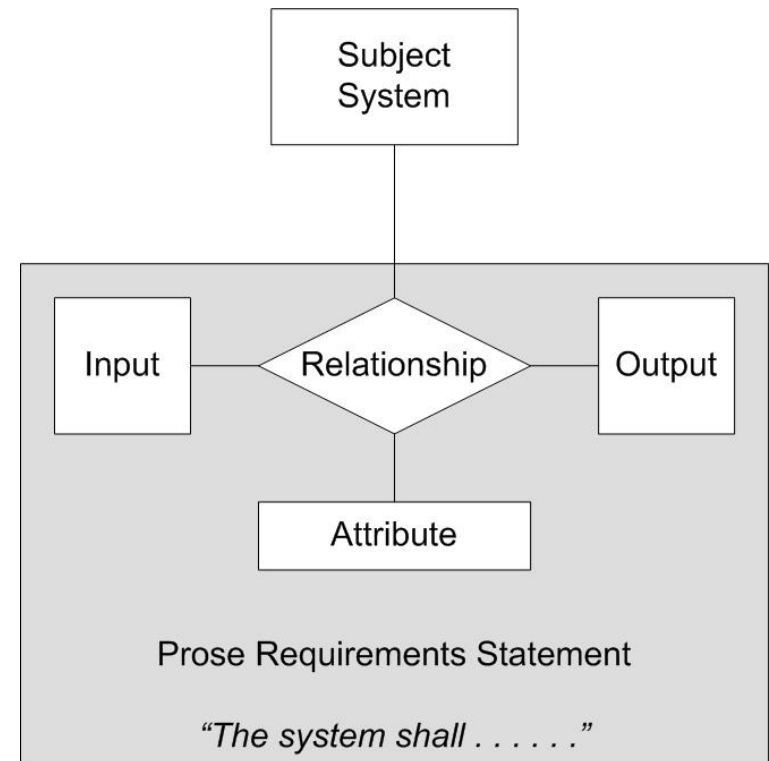 Subject
System
Input
Relationship
Output
Attribute
Prose Requirements Statement
“The system shall . . . . . .”